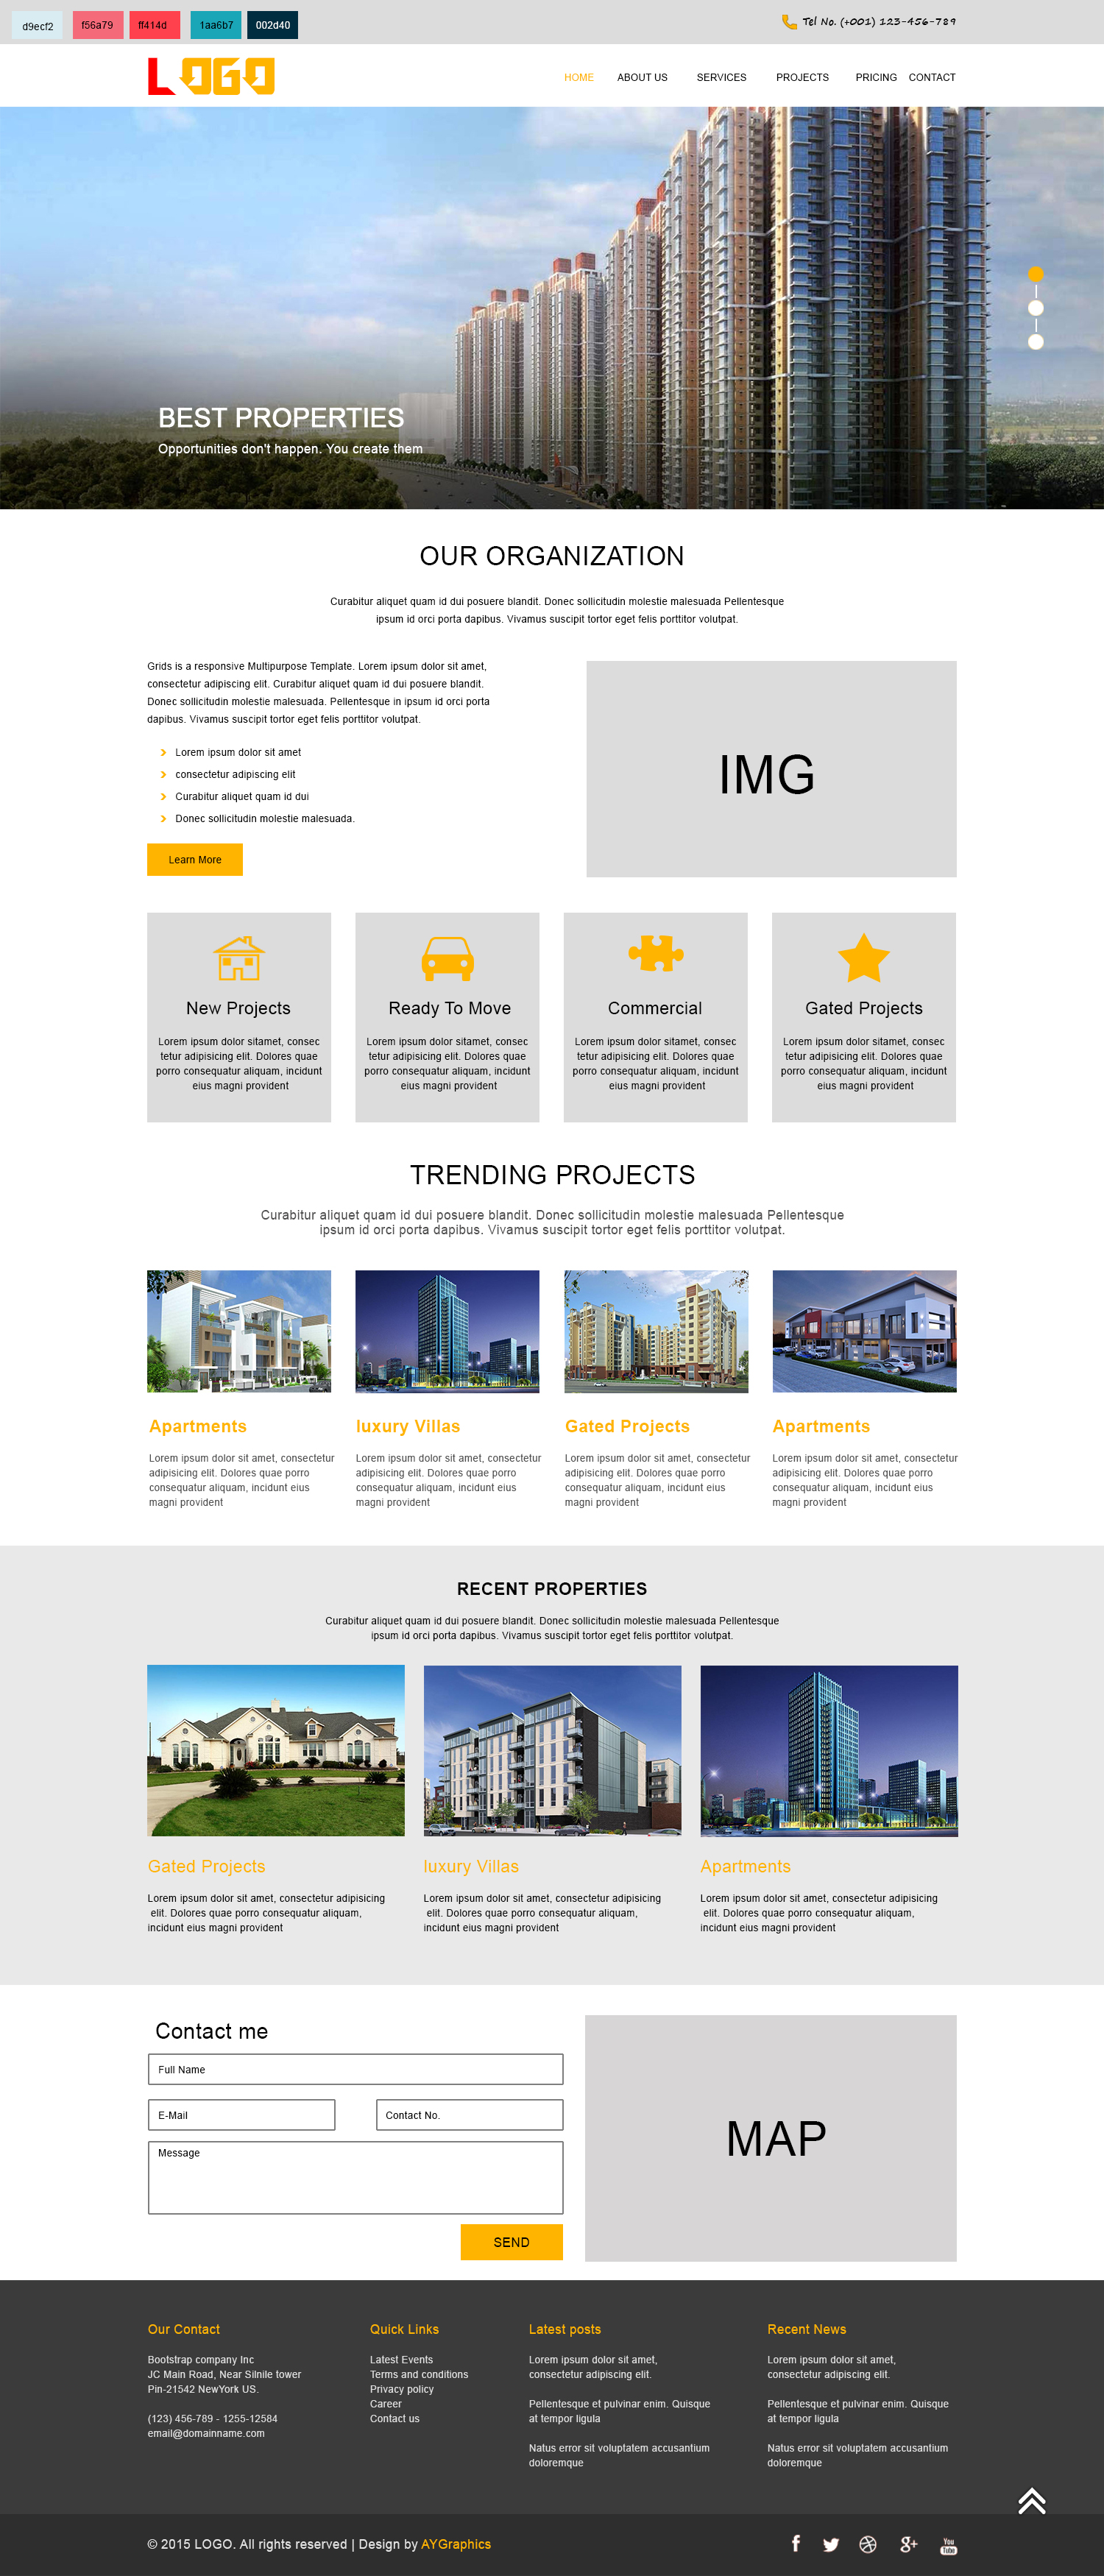 d9ecf2
f56a79
ff414d
1aa6b7
002d40
Tel No. (+001) 123-456-789
LOGO
HOME ABOUT US SERVICES PROJECTS PRICING CONTACT
BEST PROPERTIES
Opportunities don't happen. You create them
OUR ORGANIZATION
Curabitur aliquet quam id dui posuere blandit. Donec sollicitudin molestie malesuada Pellentesque
ipsum id orci porta dapibus. Vivamus suscipit tortor eget felis porttitor volutpat.
Grids is a responsive Multipurpose Template. Lorem ipsum dolor sit amet,
consectetur adipiscing elit. Curabitur aliquet quam id dui posuere blandit.
Donec sollicitudin molestie malesuada. Pellentesque in ipsum id orci porta
dapibus. Vivamus suscipit tortor eget felis porttitor volutpat.
Lorem ipsum dolor sit amet
consectetur adipiscing elit
Curabitur aliquet quam id dui
Donec sollicitudin molestie malesuada.
Learn More
IMG
New Projects
Lorem ipsum dolor sitamet, consec
tetur adipisicing elit. Dolores quae
porro consequatur aliquam, incidunt
eius magni provident
Ready To Move
Lorem ipsum dolor sitamet, consec
tetur adipisicing elit. Dolores quae
porro consequatur aliquam, incidunt
eius magni provident
Commercial
Lorem ipsum dolor sitamet, consec
tetur adipisicing elit. Dolores quae
porro consequatur aliquam, incidunt
eius magni provident
Gated Projects
Lorem ipsum dolor sitamet, consec
tetur adipisicing elit. Dolores quae
porro consequatur aliquam, incidunt
eius magni provident
TRENDING PROJECTS
Curabitur aliquet quam id dui posuere blandit. Donec sollicitudin molestie malesuada Pellentesque
ipsum id orci porta dapibus. Vivamus suscipit tortor eget felis porttitor volutpat.
Apartments
Lorem ipsum dolor sit amet, consectetur
adipisicing elit. Dolores quae porro
consequatur aliquam, incidunt eius
magni provident
luxury Villas
Lorem ipsum dolor sit amet, consectetur
adipisicing elit. Dolores quae porro
consequatur aliquam, incidunt eius
magni provident
Gated Projects
Lorem ipsum dolor sit amet, consectetur
adipisicing elit. Dolores quae porro
consequatur aliquam, incidunt eius
magni provident
Apartments
Lorem ipsum dolor sit amet, consectetur
adipisicing elit. Dolores quae porro
consequatur aliquam, incidunt eius
magni provident
RECENT PROPERTIES
Curabitur aliquet quam id dui posuere blandit. Donec sollicitudin molestie malesuada Pellentesque
ipsum id orci porta dapibus. Vivamus suscipit tortor eget felis porttitor volutpat.
Gated Projects
Lorem ipsum dolor sit amet, consectetur adipisicing
elit. Dolores quae porro consequatur aliquam,
incidunt eius magni provident
luxury Villas
Lorem ipsum dolor sit amet, consectetur adipisicing
elit. Dolores quae porro consequatur aliquam,
incidunt eius magni provident
Apartments
Lorem ipsum dolor sit amet, consectetur adipisicing
elit. Dolores quae porro consequatur aliquam,
incidunt eius magni provident
Contact me
Full Name
E-Mail
Contact No.
Message
SEND
MAP
Our Contact
Bootstrap company Inc
JC Main Road, Near Silnile tower
Pin-21542 NewYork US.
(123) 456-789 - 1255-12584
email@domainname.com
Quick Links
Latest Events
Terms and conditions
Privacy policy
Career
Contact us
Latest posts
Lorem ipsum dolor sit amet,
consectetur adipiscing elit.
Pellentesque et pulvinar enim. Quisque
at tempor ligula
Natus error sit voluptatem accusantium
doloremque
Recent News
Lorem ipsum dolor sit amet,
consectetur adipiscing elit.
Pellentesque et pulvinar enim. Quisque
at tempor ligula
Natus error sit voluptatem accusantium
doloremque
© 2015 LOGO. All rights reserved | Design by AYGraphics
f
g+
You
Tube